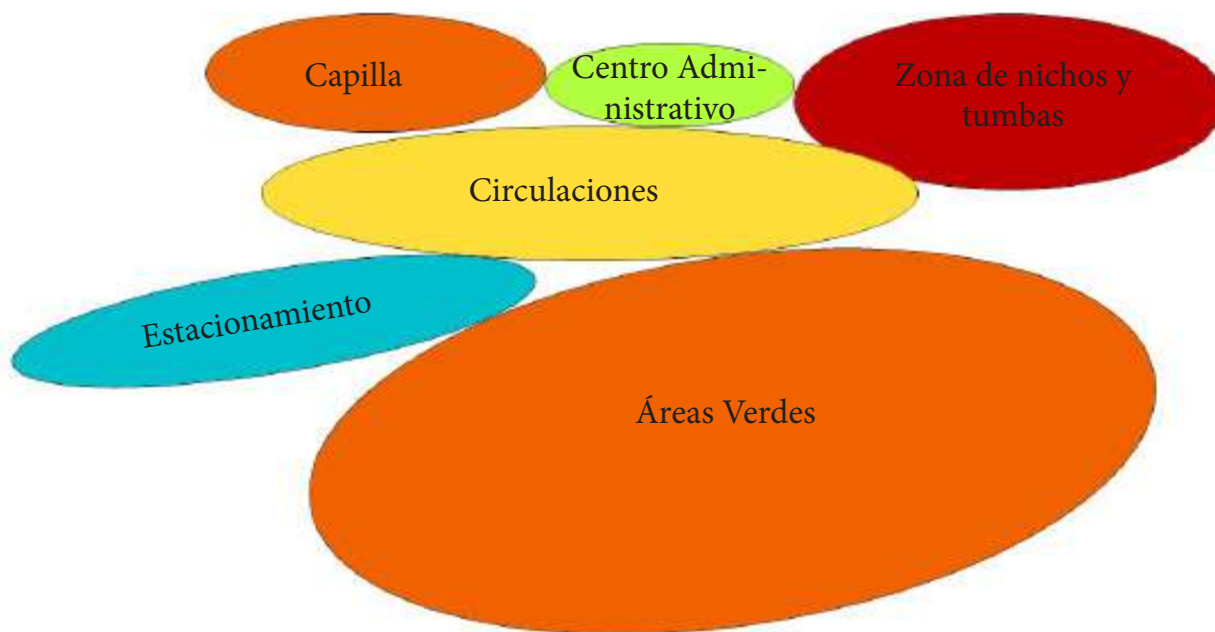 Capilla
Centro Admi-
nistrativo
Zona de nichos y
tumbas
Circulaciones
Estacionamiento
Áreas Verdes